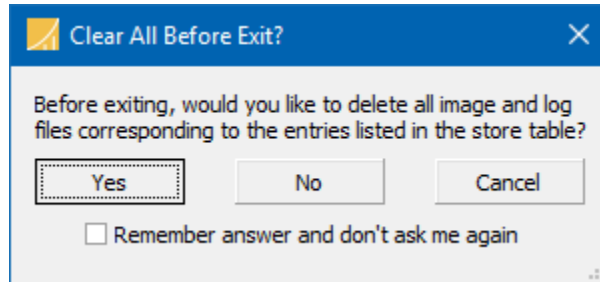 Clear All Before Exit?
Before exiting, would you like to delete all image and log
files corresponding to the entries listed in the store table?
Yes No Cancel
Remember answer and don't ask me again